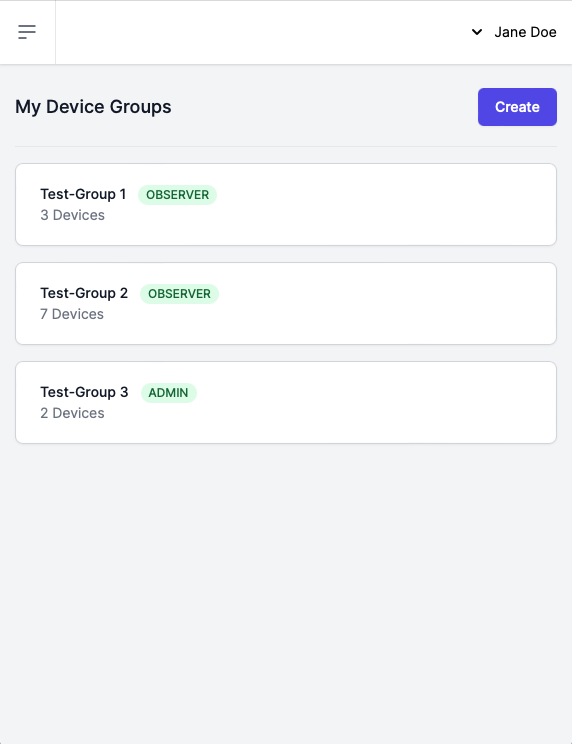 Jane Doe
My Device Groups
Create
Test-Group 1 OBSERVER
3 Devices
Test-Group 2 OBSERVER
7 Devices
Test-Group 3 ADMIN
2 Devices